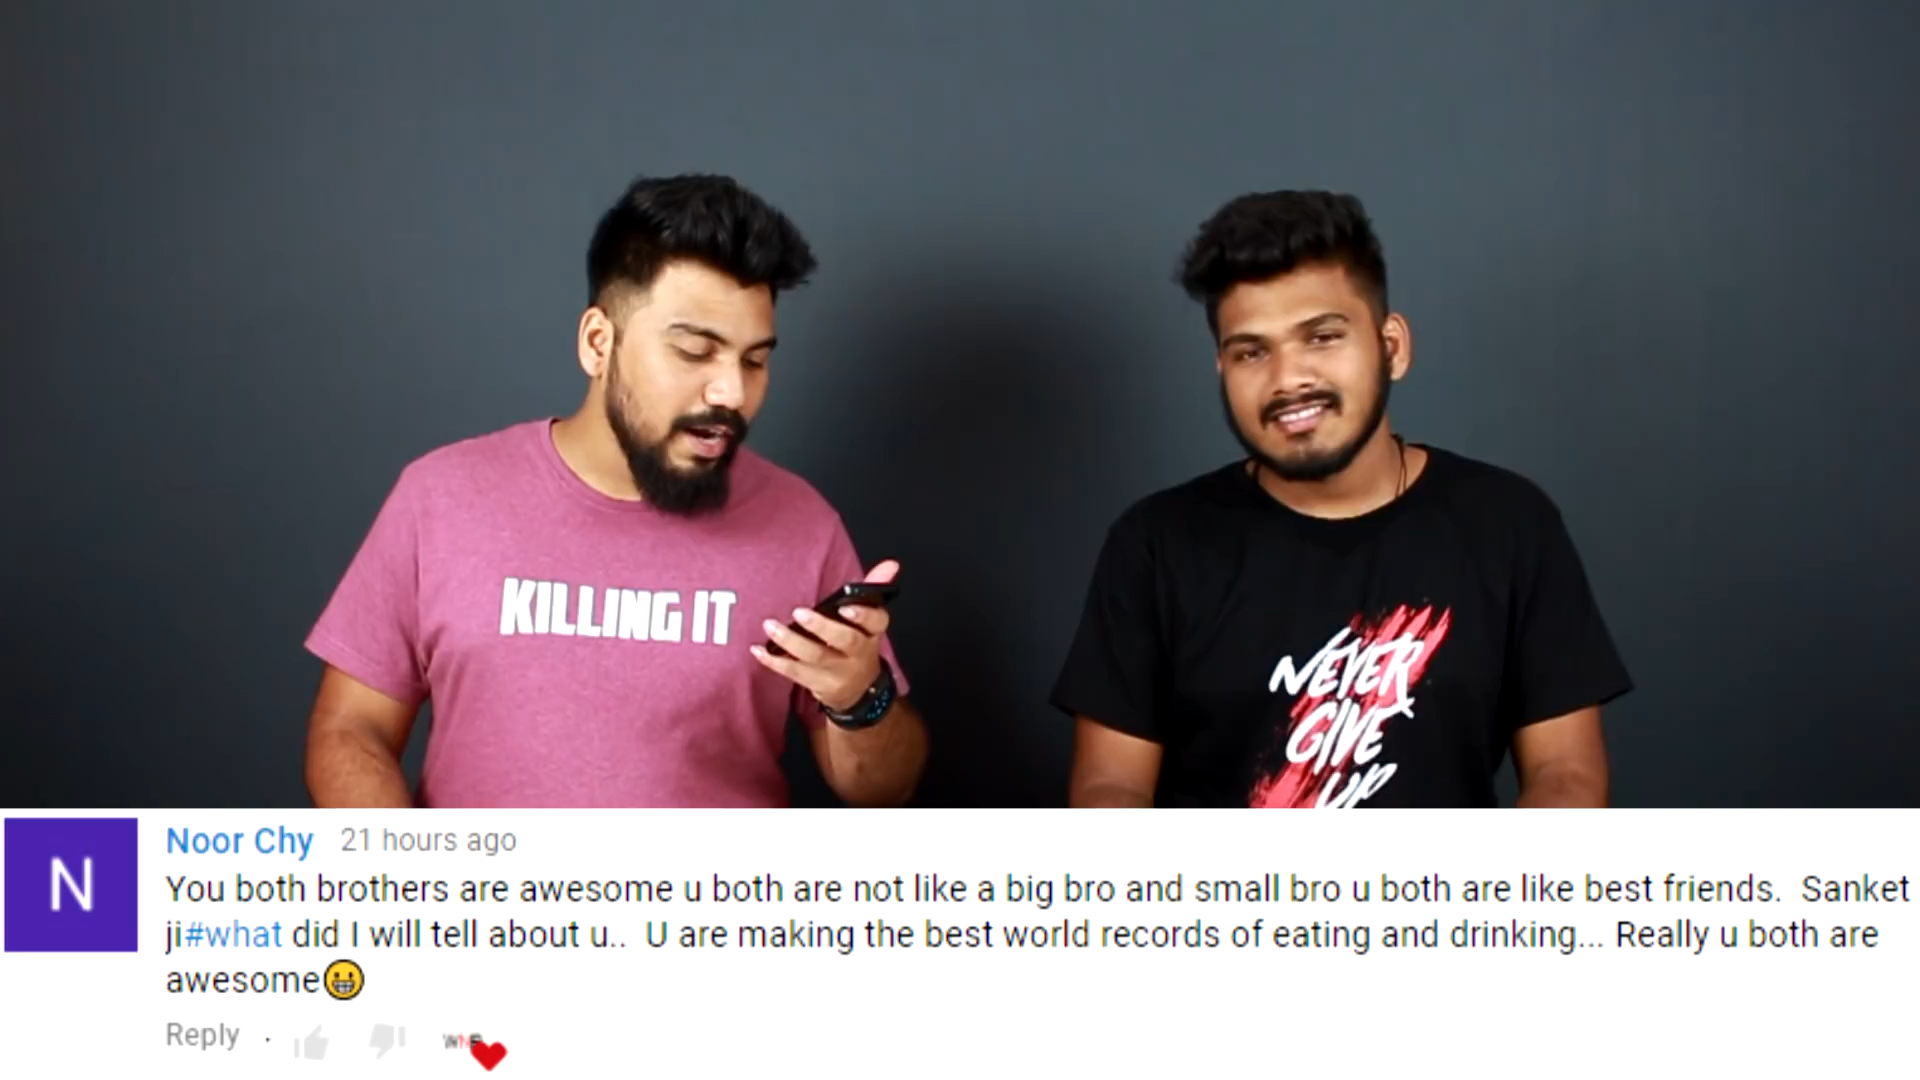 KILLING IT
NEVER
GIVE
UP
N
Noor Chy 21 hours ago
You both brothers are awesome u both are not like a big bro and small bro u both are like best friends. Sanket
ji#what did I will tell about u.. U are making the best world records of eating and drinking... Really u both are
awesome😀
Reply ·